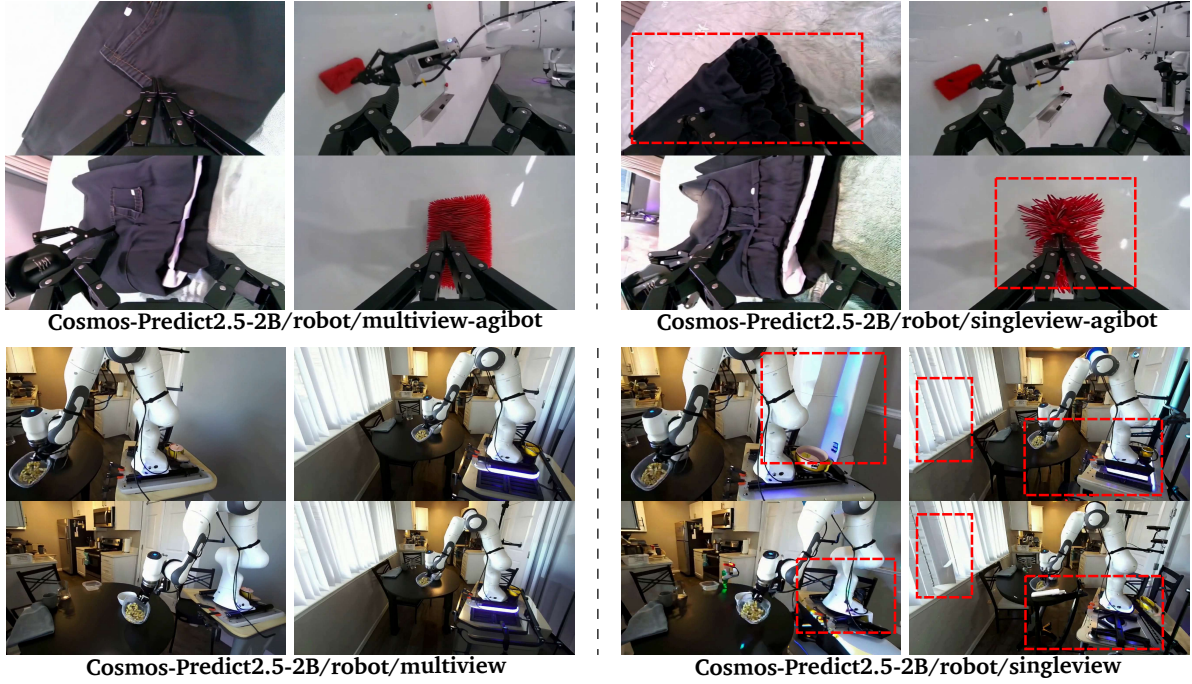 Cosmos-Predict2.5-2B/robot/multiview-agibot
Cosmos-Predict2.5-2B/robot/singleview-agibot
Cosmos-Predict2.5-2B/robot/multiview
Cosmos-Predict2.5-2B/robot/singleview